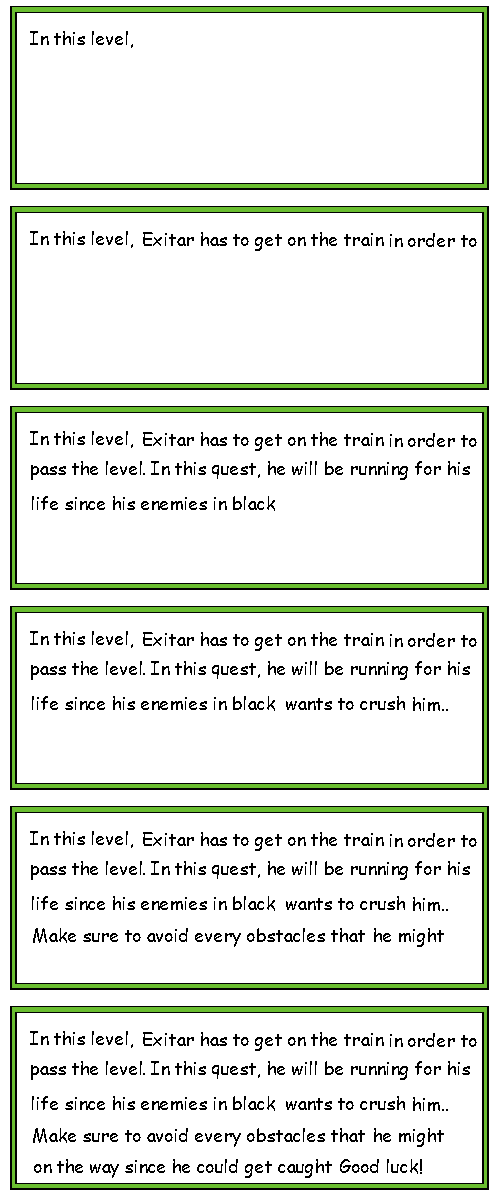 In this level,
In this level, Exitar has to get on the train in order to
In this level, Exitar has to get on the train in order to
pass the level. In this quest, he will be running for his
life since his enemies in black
In this level, Exitar has to get on the train in order to
pass the level. In this quest, he will be running for his
life since his enemies in black wants to crush him..
In this level, Exitar has to get on the train in order to
pass the level. In this quest, he will be running for his
life since his enemies in black wants to crush him..
Make sure to avoid every obstacles that he might
In this level, Exitar has to get on the train in order to
pass the level. In this quest, he will be running for his
life since his enemies in black wants to crush him..
Make sure to avoid every obstacles that he might
on the way since he could get caught Good luck!